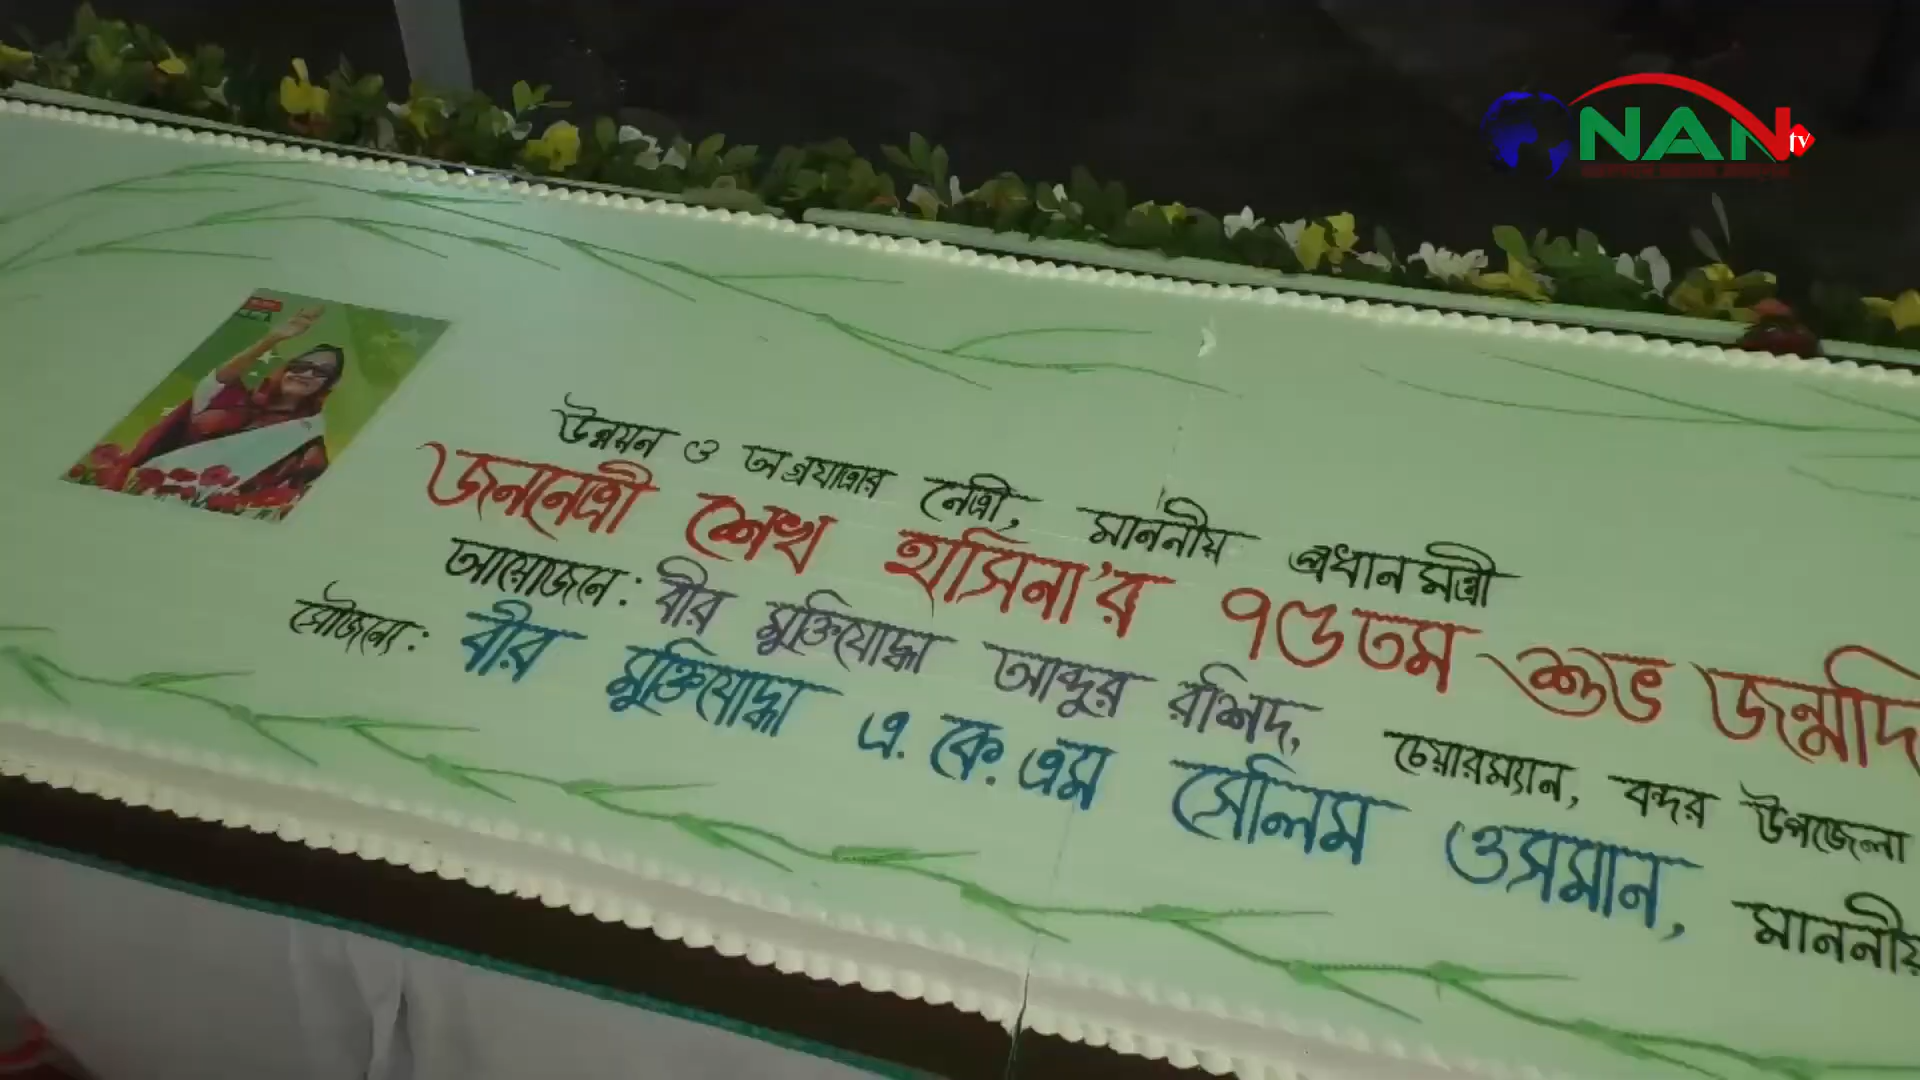 NAN tv
উন্নয়ন ও অগ্রযাত্রার নেত্রী, মাননীয় প্রধানমন্ত্রী
জননেত্রী শেখ হাসিনা'র ৭৬তম শুভ জন্মদি
আয়োজনে: বীর মুক্তিযোদ্ধা আব্দুর রশিদ, চেয়ারম্যান, বন্দর উপজেলা
সৌজন্যে: বীর মুক্তিযোদ্ধা এ. কে. এম সেলিম ওসমান, মাননীয়